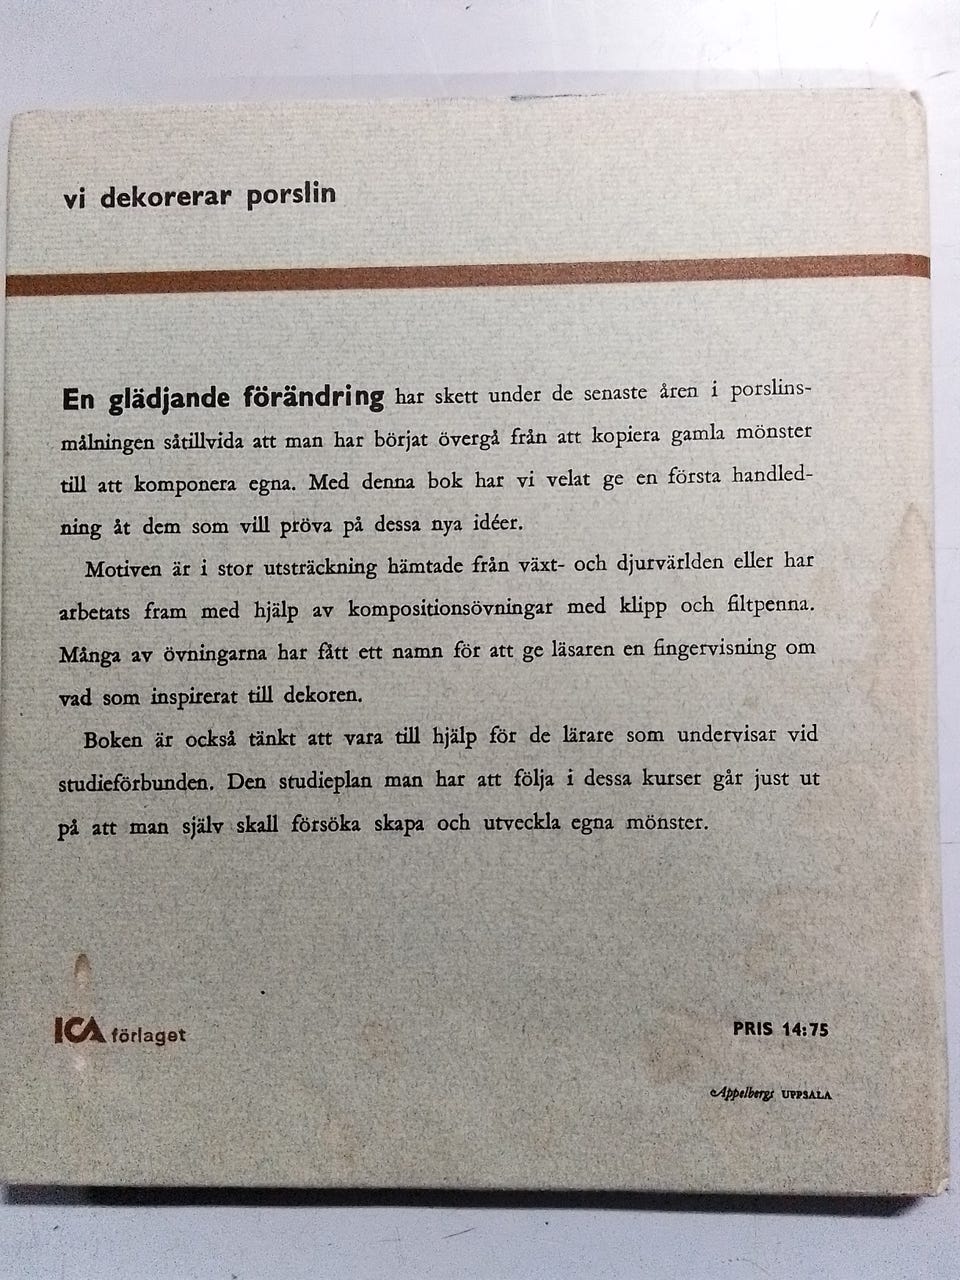 vi dekorerar porslin
En glädjande förändring har skett under de senaste åren i porslins-
målningen såtillvida att man har börjat övergå från att kopiera gamla mönster
till att komponera egna. Med denna bok har vi velat ge en första handled-
ning åt dem som vill pröva på dessa nya idéer.
Motiven är i stor utsträckning hämtade från växt- och djurvärlden eller har
arbetats fram med hjälp av kompositionsövningar med klipp och filtpenna.
Många av övningarna har fått ett namn för att ge läsaren en fingervisning om
vad som inspirerat till dekoren.
Boken är också tänkt att vara till hjälp för de lärare som undervisar vid
studieförbunden. Den studieplan man har att följa i dessa kurser går just ut
på att man själv skall försöka skapa och utveckla egna mönster.
ICA förlaget
PRIS 14:75
Appelbergs UPPSALA